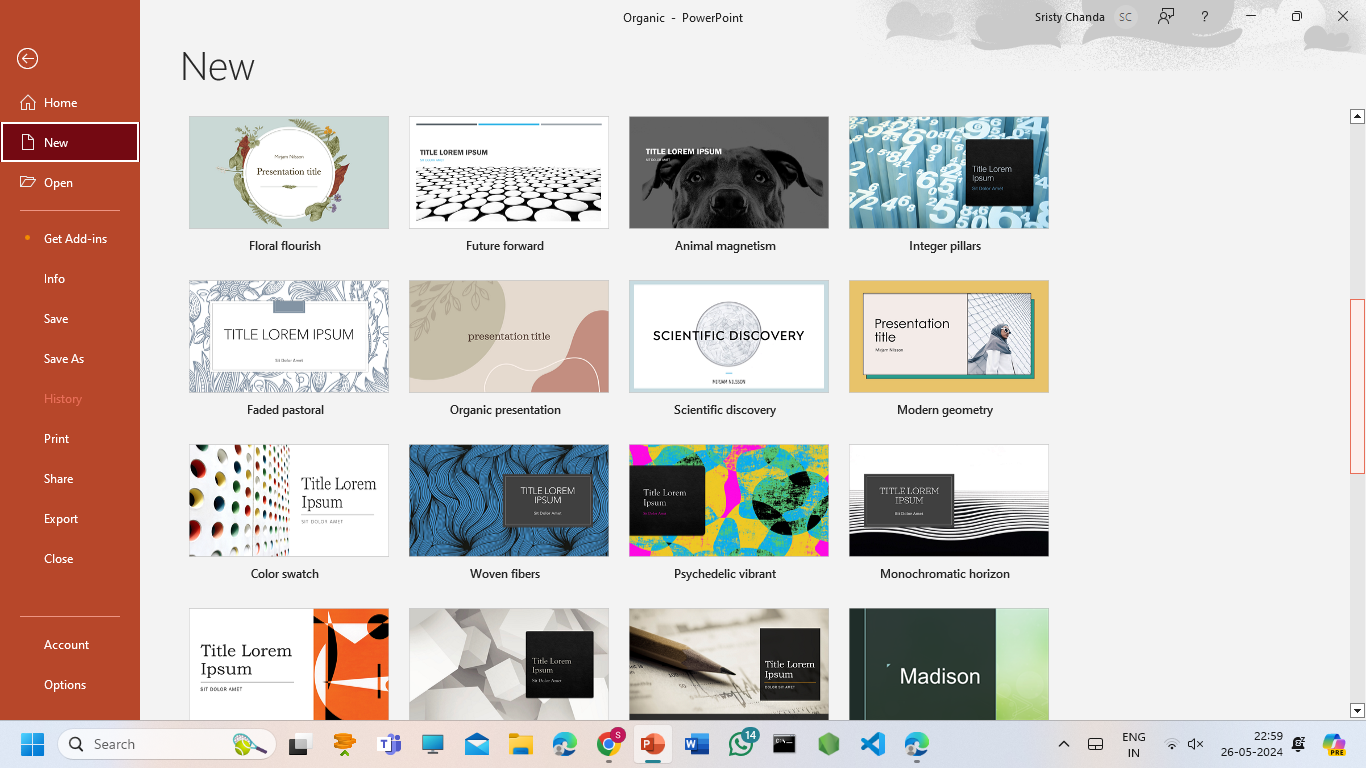 Organic - PowerPoint
Sristy Chanda SC ?
New
Home
New
Open
Get Add-ins
Info
Save
Save As
History
Print
Share
Export
Close
Account
Options
Mirjam Nilsson
Presentation title
Floral flourish
TITLE LOREM IPSUM
SIT DOLOR AMET
Future forward
TITLE LOREM IPSUM
SIT DOLOR AMET
Animal magnetism
Title Lorem
Ipsum
Sit Dolor Amet
Integer pillars
TITLE LOREM IPSUM
Sit Dolor Amet
Faded pastoral
presentation title
Organic presentation
SCIENTIFIC DISCOVERY
MIRJAM NILSSON
Scientific discovery
Presentation
title
Mirjam Nilsson
Modern geometry
Title Lorem
Ipsum
SIT DOLOR AMET
Color swatch
TITLE LOREM
IPSUM
Sit Dolor Amet
Woven fibers
Title Lorem
Ipsum
Sit Dolor Amet
Psychedelic vibrant
TITLE LOREM
IPSUM
Sit Dolor Amet
Monochromatic horizon
Title Lorem
Ipsum
SIT DOLOR AMET
Title Lorem
Ipsum
Sit Dolor Amet
Title Lorem
Ipsum
DOLOR SIT AMET
Madison
Search
S
14
ENG
IN
22:59
26-05-2024
PRE